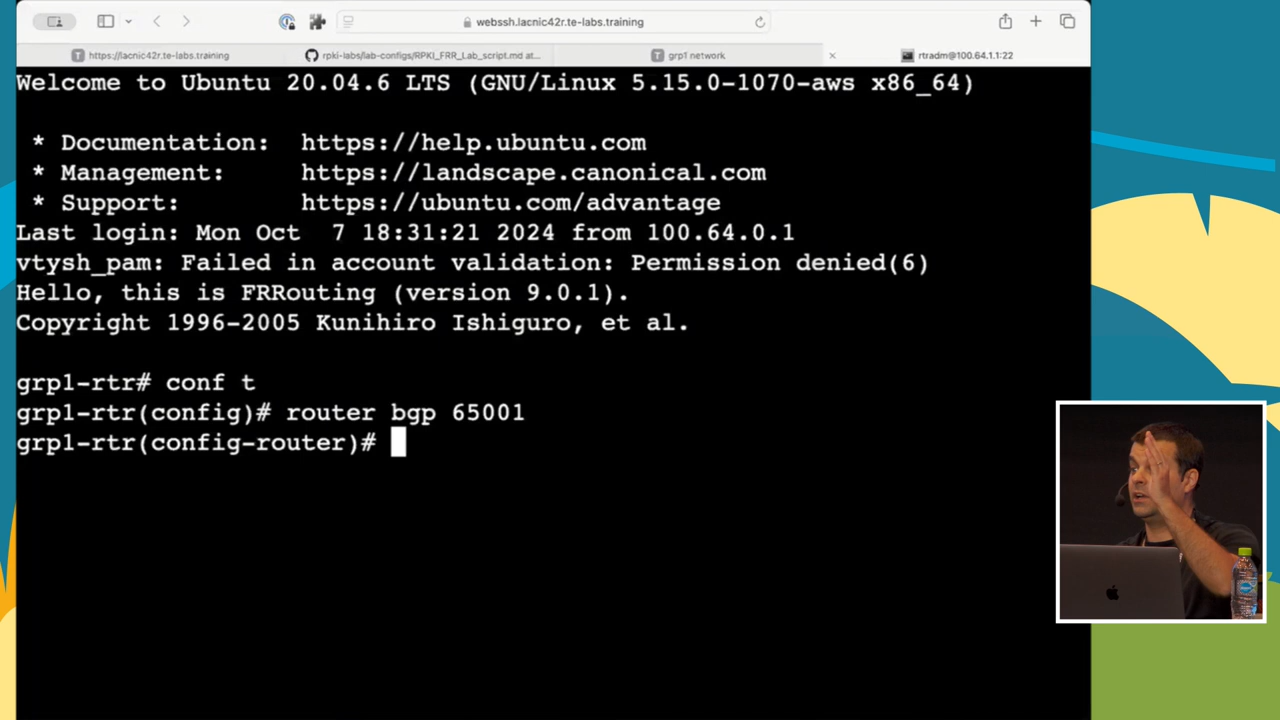 webssh.lacnic42r.te-labs.training
https://lacnic42r.te-labs.training
rpki-labs/lab-configs/RPKI_FRR_Lab_script.md at...
grp1 network
rtradm@100.64.1.1:22
Welcome to Ubuntu 20.04.6 LTS (GNU/Linux 5.15.0-1070-aws x86_64)
* Documentation: https://help.ubuntu.com
* Management: https://landscape.canonical.com
* Support: https://ubuntu.com/advantage
Last login: Mon Oct 7 18:31:21 2024 from 100.64.0.1
vtysh_pam: Failed in account validation: Permission denied(6)
Hello, this is FRRouting (version 9.0.1).
Copyright 1996-2005 Kunihiro Ishiguro, et al.
grp1-rtr# conf t
grp1-rtr(config)# router bgp 65001
grp1-rtr(config-router)#